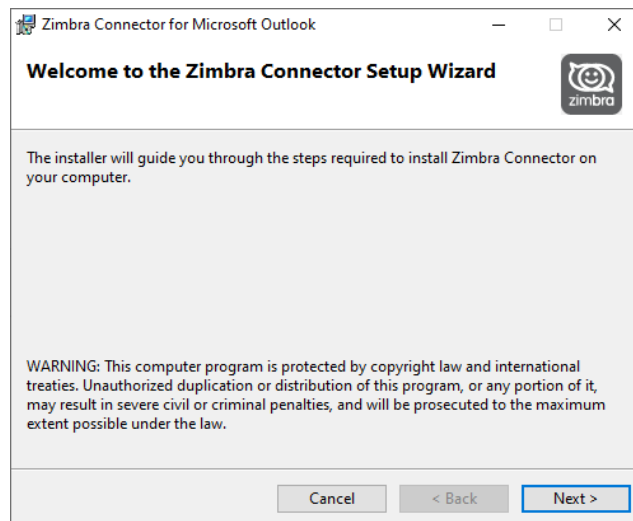 Zimbra Connector for Microsoft Outlook
Welcome to the Zimbra Connector Setup Wizard
zimbra
The installer will guide you through the steps required to install Zimbra Connector on
your computer.
WARNING: This computer program is protected by copyright law and international
treaties. Unauthorized duplication or distribution of this program, or any portion of it,
may result in severe civil or criminal penalties, and will be prosecuted to the maximum
extent possible under the law.
Cancel < Back Next >